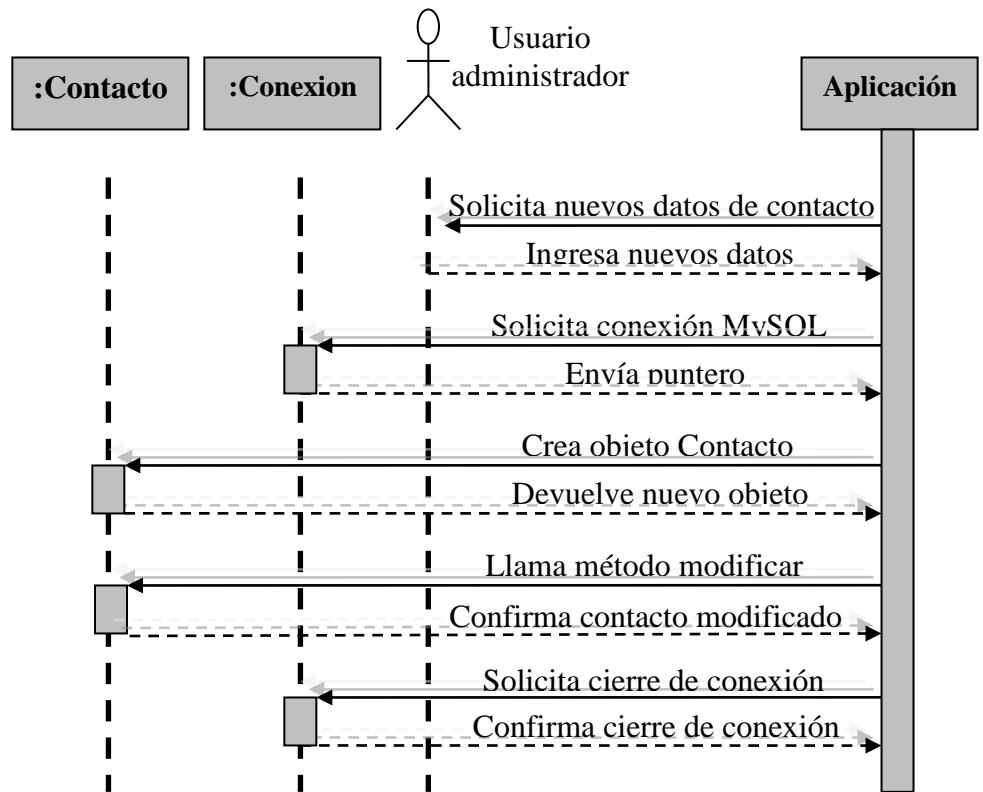 Usuario
administrador
:Contacto
:Conexion
Aplicación
Solicita nuevos datos de contacto
Ingresa nuevos datos
Solicita conexión MySQL
Envía puntero
Crea objeto Contacto
Devuelve nuevo objeto
Llama método modificar
Confirma contacto modificado
Solicita cierre de conexión
Confirma cierre de conexión